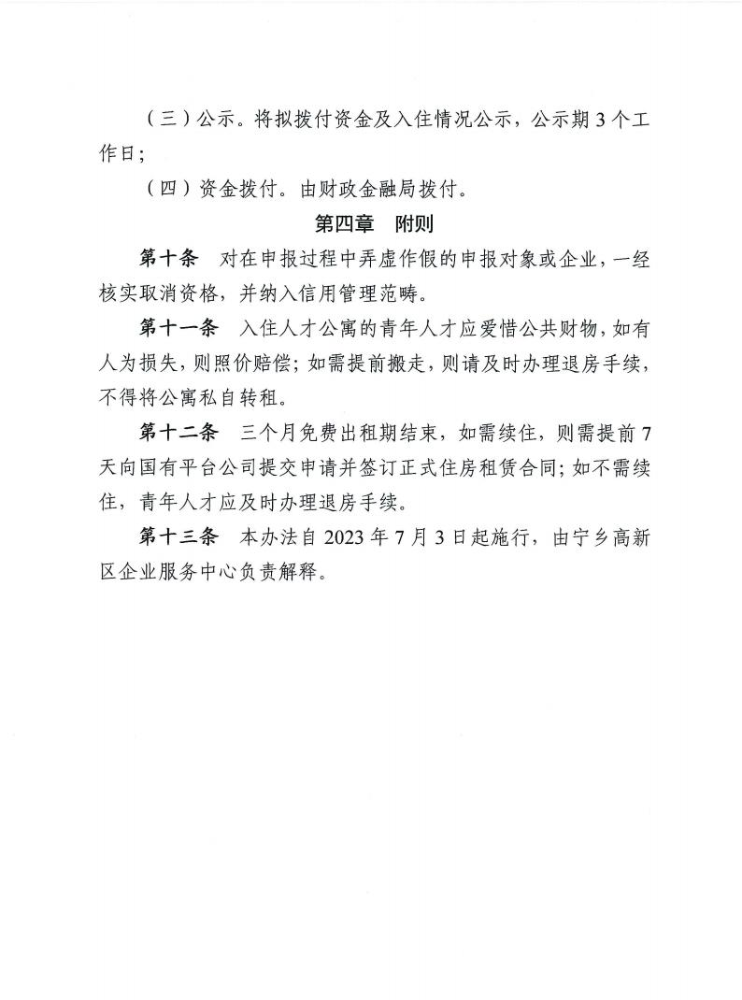 （三）公示。将拟拨付资金及入住情况公示，公示期 3 个工
作日；
（四）资金拨付。由财政金融局拨付。
第四章　附则
第十条　对在申报过程中弄虚作假的申报对象或企业，一经
核实取消资格，并纳入信用管理范畴。
第十一条　入住人才公寓的青年人才应爱惜公共财物，如有
人为损失，则照价赔偿；如需提前搬走，则请及时办理退房手续，
不得将公寓私自转租。
第十二条　三个月免费出租期结束，如需续住，则需提前 7
天向国有平台公司提交申请并签订正式住房租赁合同；如不需续
住，青年人才应及时办理退房手续。
第十三条　本办法自 2023 年 7 月 3 日起施行，由宁乡高新
区企业服务中心负责解释。